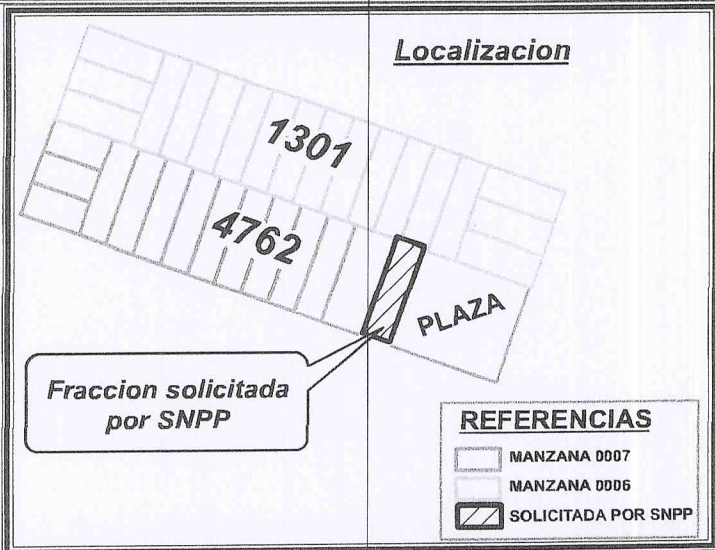 Localizacion
1301
4762
PLAZA
Fraccion solicitada
por SNPP
REFERENCIAS
MANZANA 0007
MANZANA 0006
SOLICITADA POR SNPP